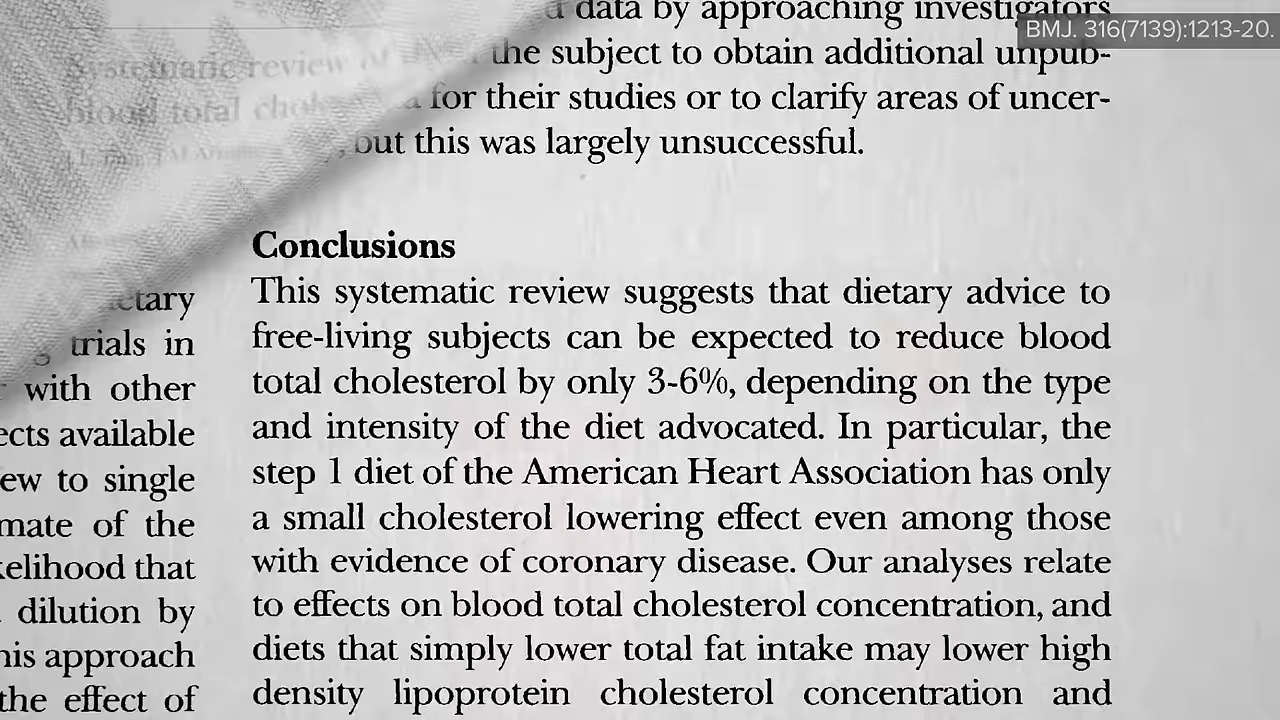 BMJ. 316(7139):1213-20.
data by approaching investigators
the subject to obtain additional unpub-
for their studies or to clarify areas of uncer-
but this was largely unsuccessful.
Systematic review of
blood total
etary
trials in
with other
ects available
ew to single
mate of the
kelihood that
dilution by
his approach
the effect of
Conclusions
This systematic review suggests that dietary advice to
free-living subjects can be expected to reduce blood
total cholesterol by only 3-6%, depending on the type
and intensity of the diet advocated. In particular, the
step 1 diet of the American Heart Association has only
a small cholesterol lowering effect even among those
with evidence of coronary disease. Our analyses relate
to effects on blood total cholesterol concentration, and
diets that simply lower total fat intake may lower high
density lipoprotein cholesterol concentration and